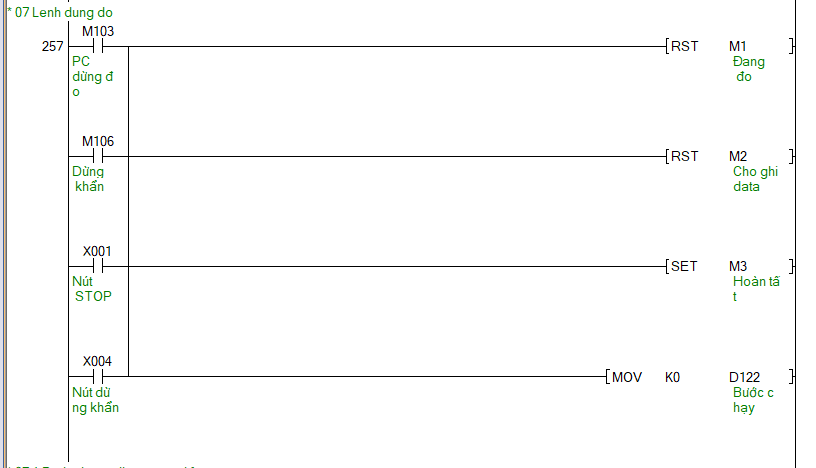 * 07 Lenh dung do
M103
257
RST M1
PC
dừng đ
o
Đang
đo
M106
RST M2
Dừng
khẩn
Cho ghi
data
X001
SET M3
Nút
STOP
Hoàn tấ
t
X004
MOV K0 D122
Nút dừ
ng khẩn
Bước c
hạy